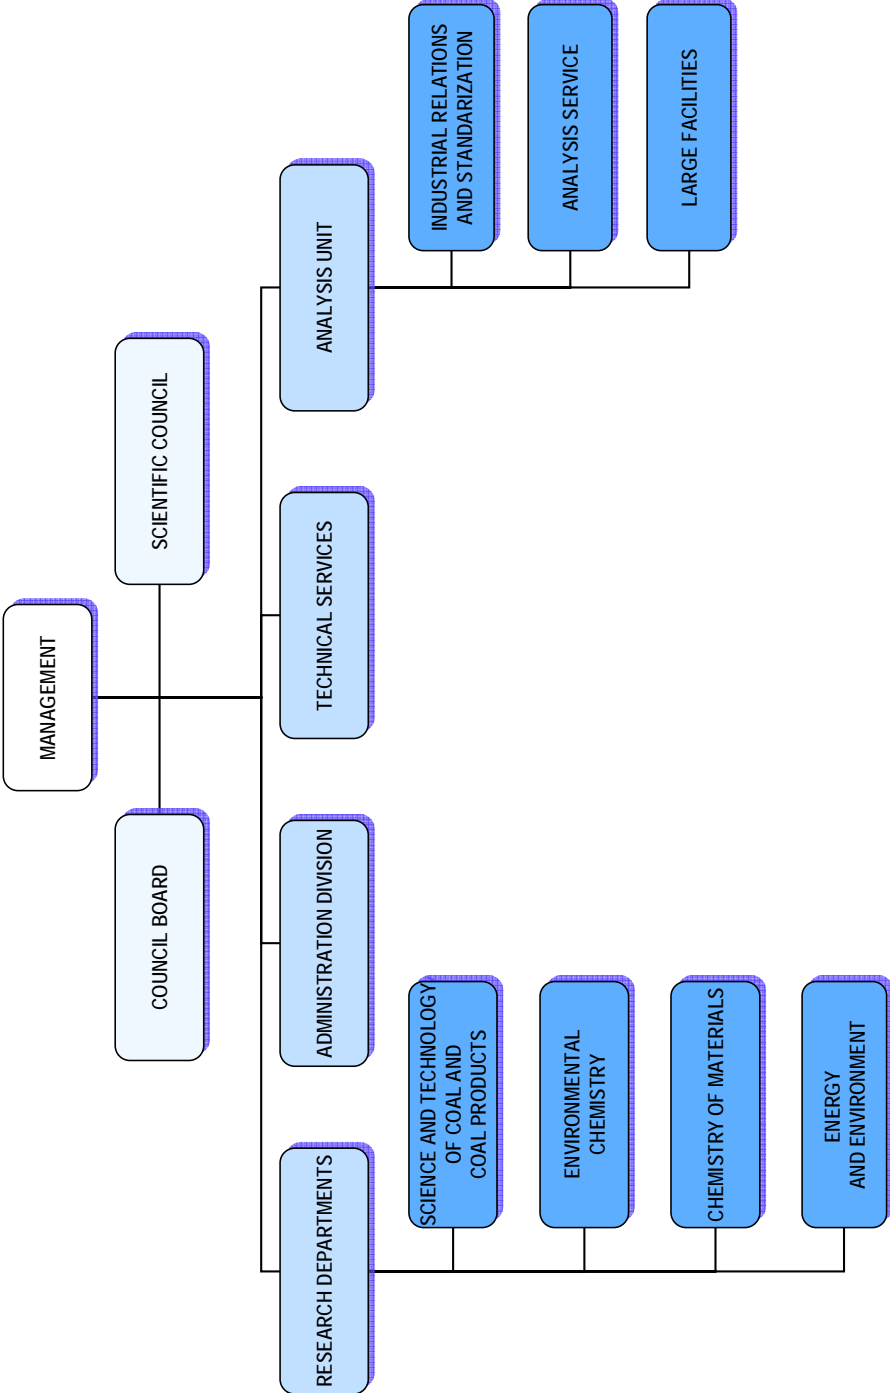 MANAGEMENT
COUNCIL BOARD
SCIENTIFIC COUNCIL
RESEARCH DEPARTMENTS
ADMINISTRATION DIVISION
TECHNICAL SERVICES
ANALYSIS UNIT
SCIENCE AND TECHNOLOGY
OF COAL AND
COAL PRODUCTS
ENVIRONMENTAL
CHEMISTRY
CHEMISTRY OF MATERIALS
ENERGY
AND ENVIRONMENT
INDUSTRIAL RELATIONS
AND STANDARIZATION
ANALYSIS SERVICE
LARGE FACILITIES